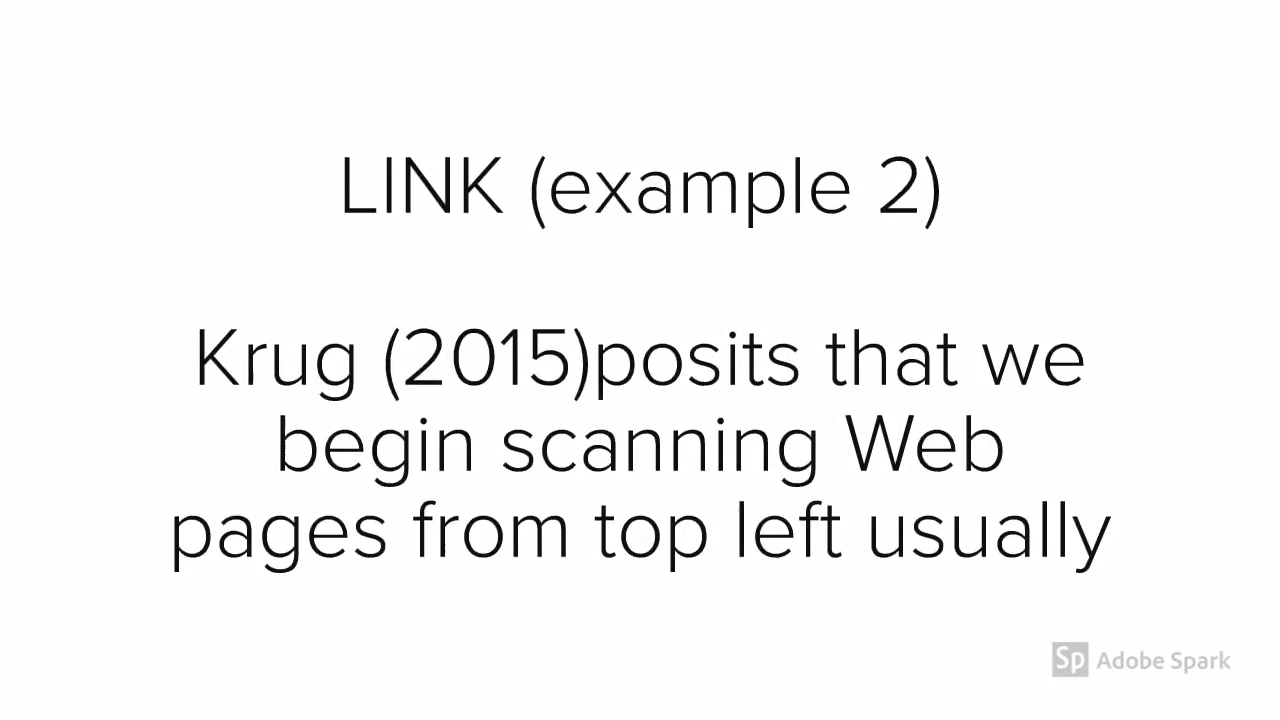 LINK (example 2)
Krug (2015)posits that we
begin scanning Web
pages from top left usually
Sp Adobe Spark